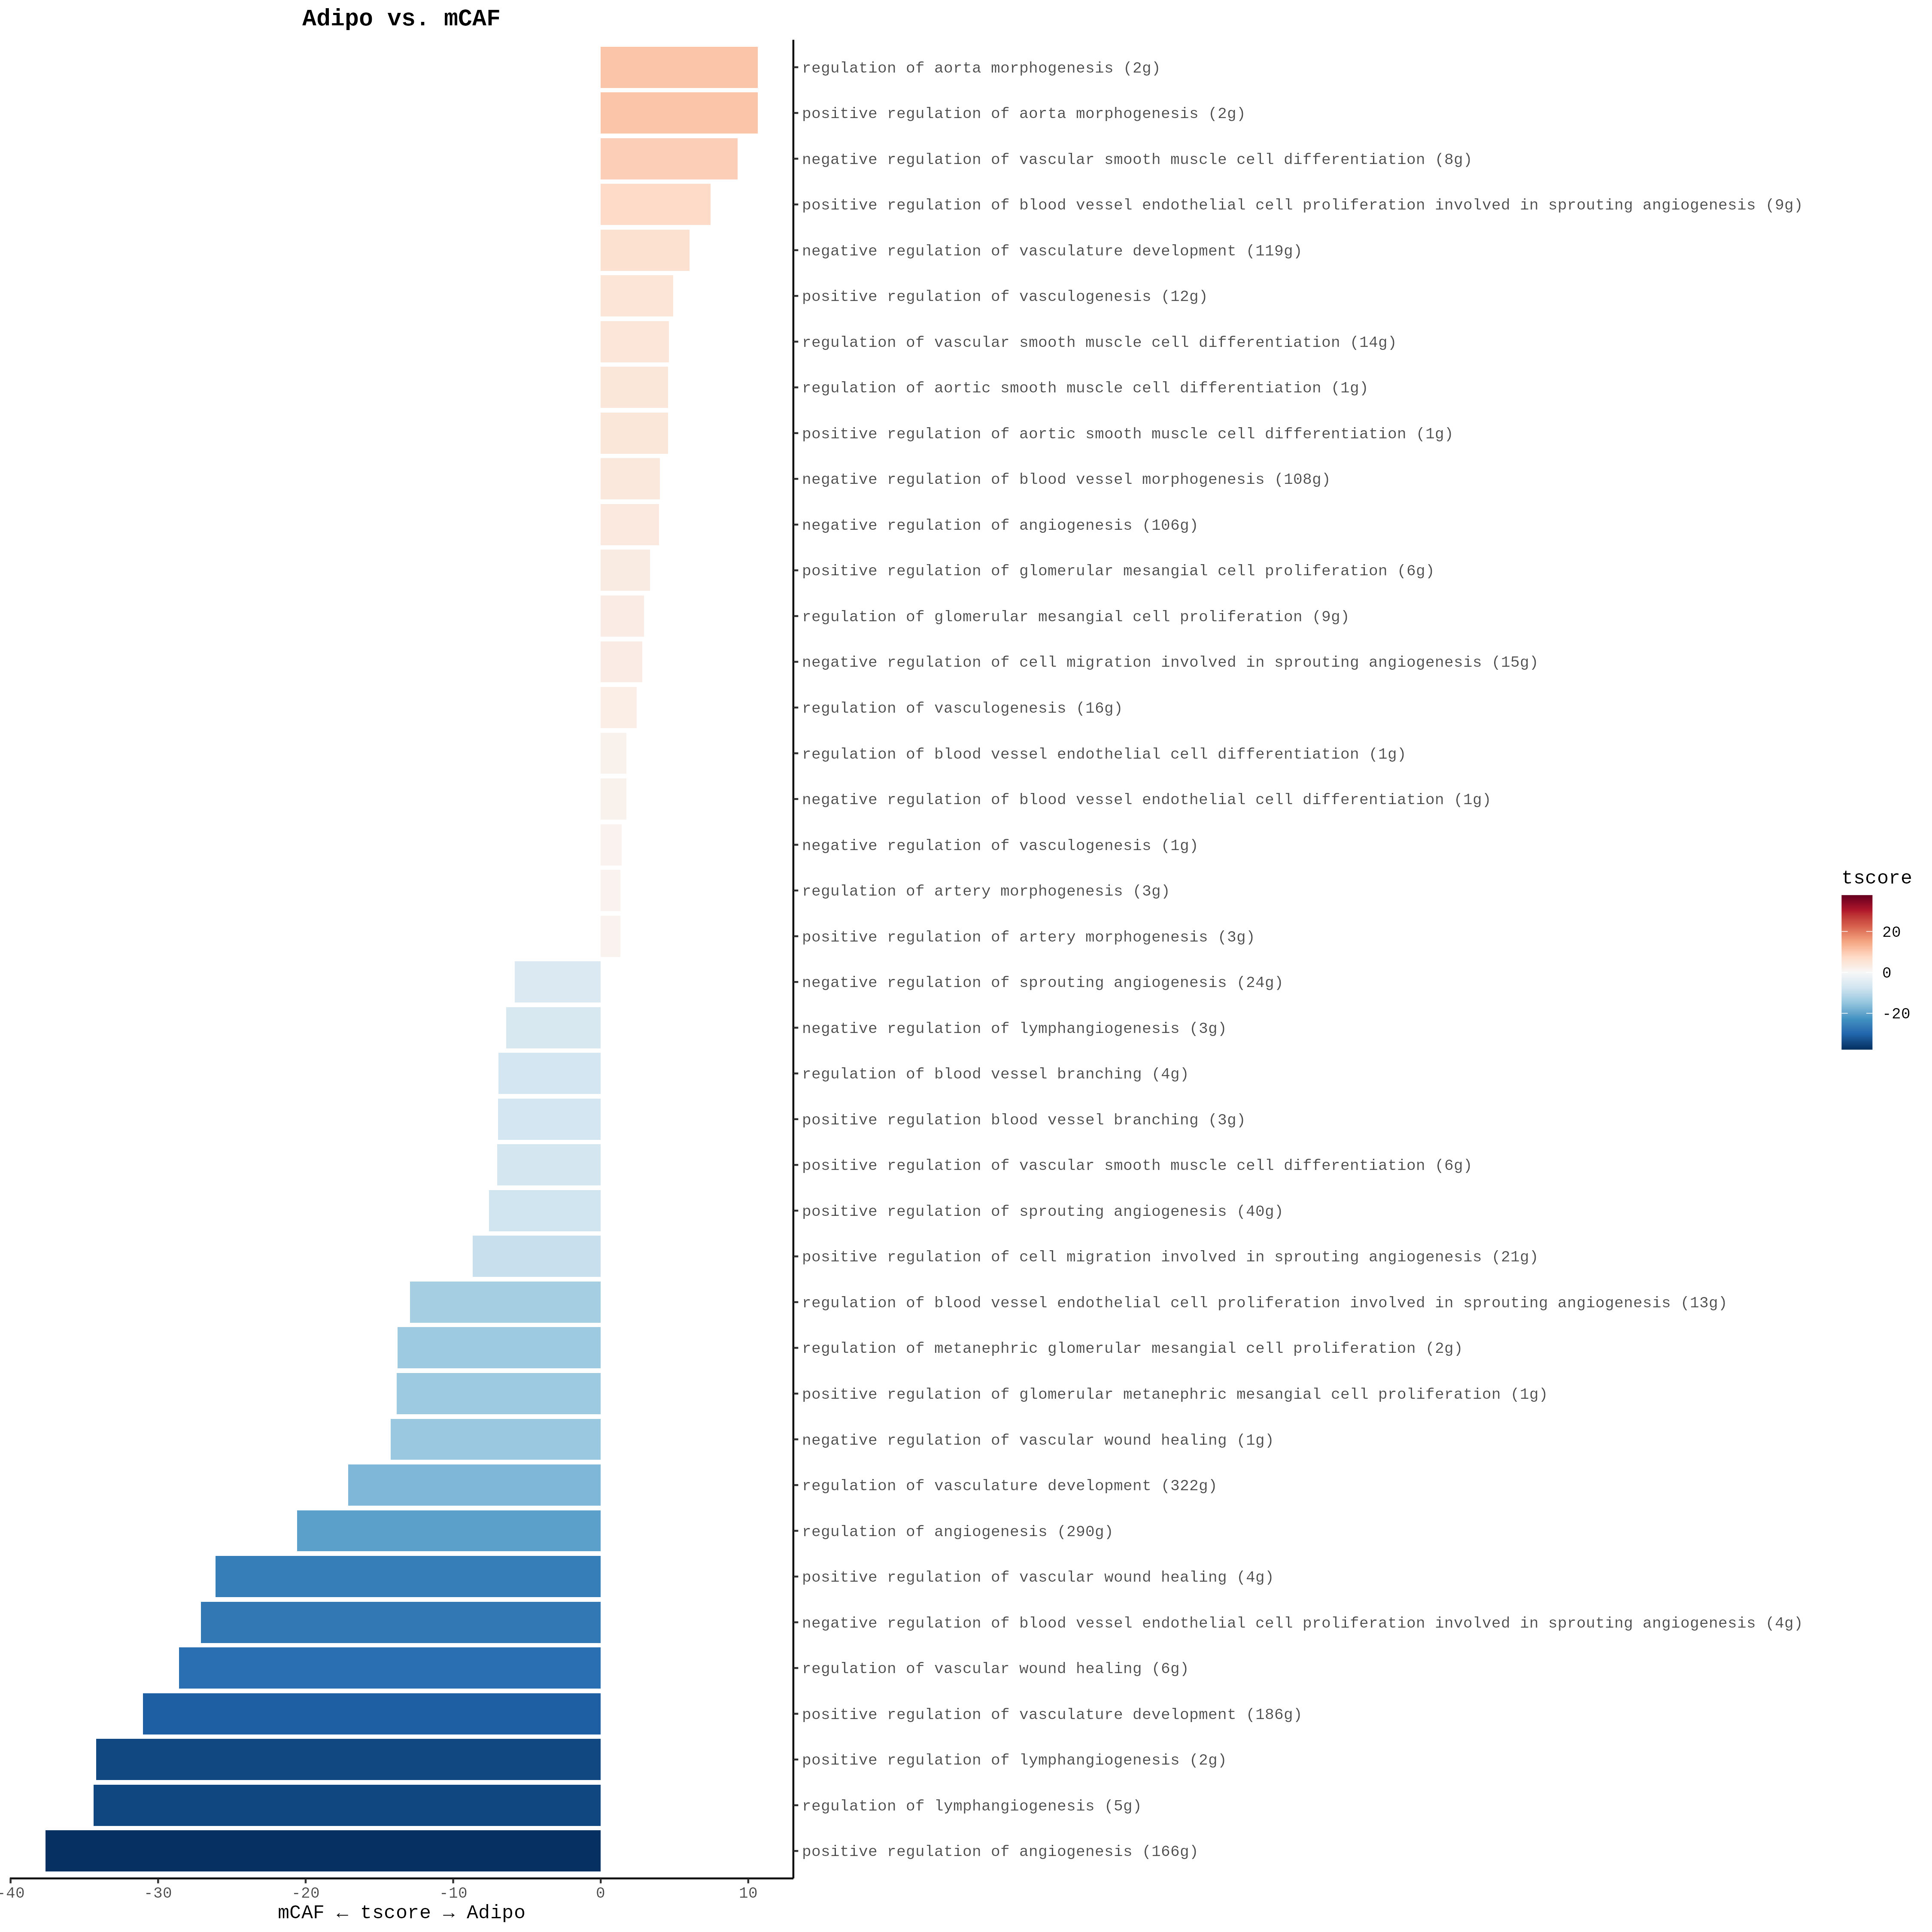 Adipo vs. mCAF
regulation of aorta morphogenesis (2g)
positive regulation of aorta morphogenesis (2g)
negative regulation of vascular smooth muscle cell differentiation (8g)
positive regulation of blood vessel endothelial cell proliferation involved in sprouting angiogenesis (9g)
negative regulation of vasculature development (119g)
positive regulation of vasculogenesis (12g)
regulation of vascular smooth muscle cell differentiation (14g)
regulation of aortic smooth muscle cell differentiation (1g)
positive regulation of aortic smooth muscle cell differentiation (1g)
negative regulation of blood vessel morphogenesis (108g)
negative regulation of angiogenesis (106g)
positive regulation of glomerular mesangial cell proliferation (6g)
regulation of glomerular mesangial cell proliferation (9g)
negative regulation of cell migration involved in sprouting angiogenesis (15g)
regulation of vasculogenesis (16g)
regulation of blood vessel endothelial cell differentiation (1g)
negative regulation of blood vessel endothelial cell differentiation (1g)
negative regulation of vasculogenesis (1g)
regulation of artery morphogenesis (3g)
positive regulation of artery morphogenesis (3g)
negative regulation of sprouting angiogenesis (24g)
negative regulation of lymphangiogenesis (3g)
regulation of blood vessel branching (4g)
positive regulation blood vessel branching (3g)
positive regulation of vascular smooth muscle cell differentiation (6g)
positive regulation of sprouting angiogenesis (40g)
positive regulation of cell migration involved in sprouting angiogenesis (21g)
regulation of blood vessel endothelial cell proliferation involved in sprouting angiogenesis (13g)
regulation of metanephric glomerular mesangial cell proliferation (2g)
positive regulation of glomerular metanephric mesangial cell proliferation (1g)
negative regulation of vascular wound healing (1g)
regulation of vasculature development (322g)
regulation of angiogenesis (290g)
positive regulation of vascular wound healing (4g)
negative regulation of blood vessel endothelial cell proliferation involved in sprouting angiogenesis (4g)
regulation of vascular wound healing (6g)
positive regulation of vasculature development (186g)
positive regulation of lymphangiogenesis (2g)
regulation of lymphangiogenesis (5g)
positive regulation of angiogenesis (166g)
-40 -30 -20 -10 0 10
mCAF ← tscore → Adipo
tscore
20
0
-20